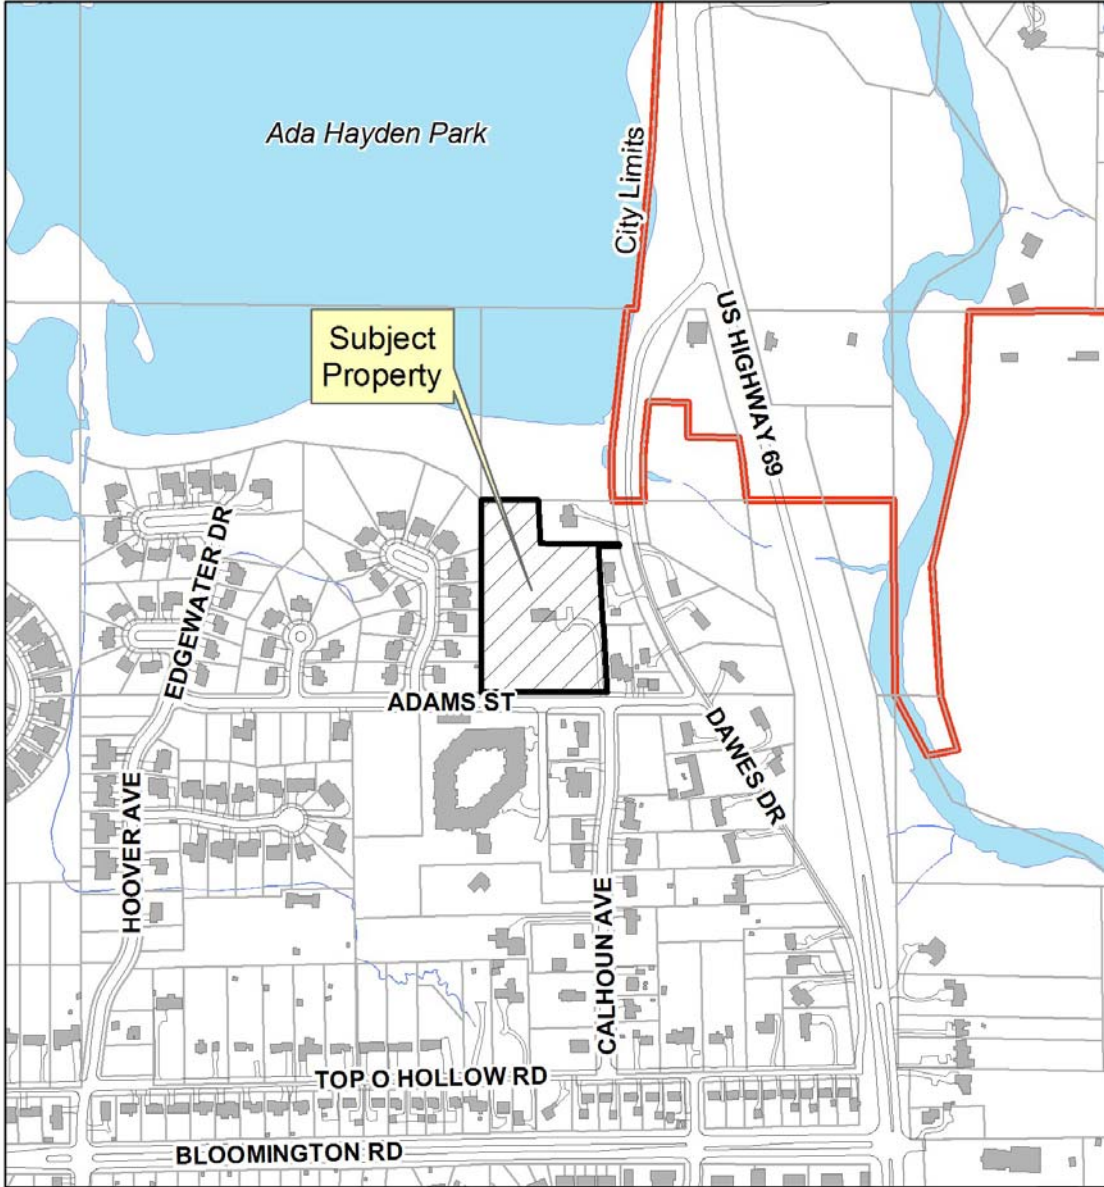 Ada Hayden Park
City Limits
Subject
Property
US HIGHWAY 69
EDGEWATER DR
ADAMS ST
DAWES DR
HOOVER AVE
CALHOUN AVE
TOP O HOLLOW RD
BLOOMINGTON RD